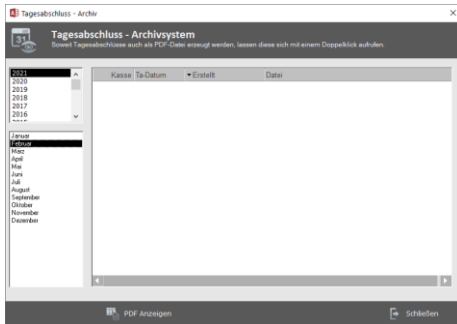 Tagesabschluss - Archiv
31
Tagesabschluss - Archivsystem
Soweit Tagesabschlüsse auch als PDF-Datei erzeugt werden, lassen diese sich mit einem Doppelklick aufrufen.
2021
2020
2019
2018
2017
2016
Kasse Ta-Datum Erstellt Datei
Januar
Februar
März
April
Mai
Juni
Juli
August
September
Oktober
November
Dezember
PDF Anzeigen
Schließen